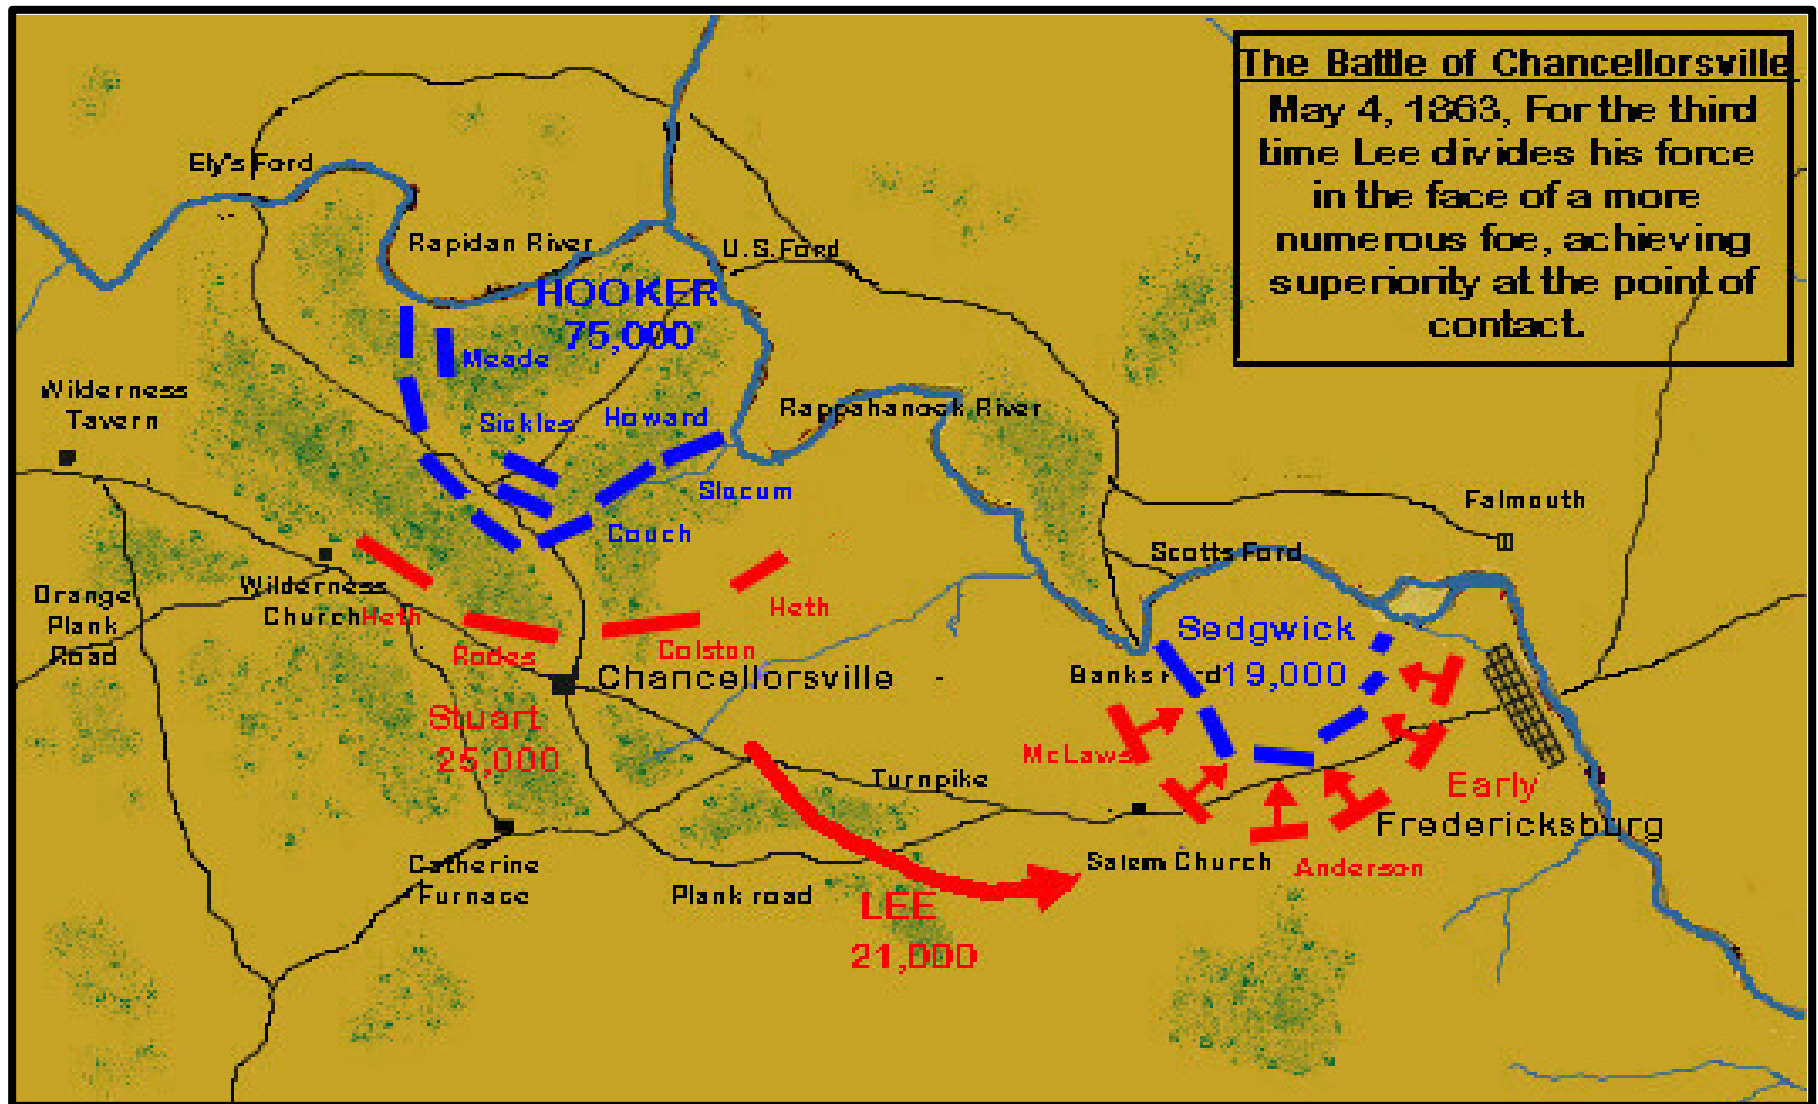 The Battle of Chancellorsville
May 4, 1863, For the third
time Lee divides his force
in the face of a more
numerous foe, achieving
superiority at the point of
contact.
Ely's Ford
Rapidan River
U.S. Ford
HOOKER
75,000
Meade
Wilderness
Tavern
Sickles
Howard
Rappahanock River
Slocum
Couch
Falmouth
Scotts Ford
Orange
Plank
Road
Wilderness
Church
Heth
Heth
Rodes
Colston
Sedgwick
19,000
Chancellorsville
Stuart
25,000
McLaws
Turnpike
Early
Fredericksburg
Catherine
Furnace
Plank road
Salem Church
Anderson
LEE
21,000